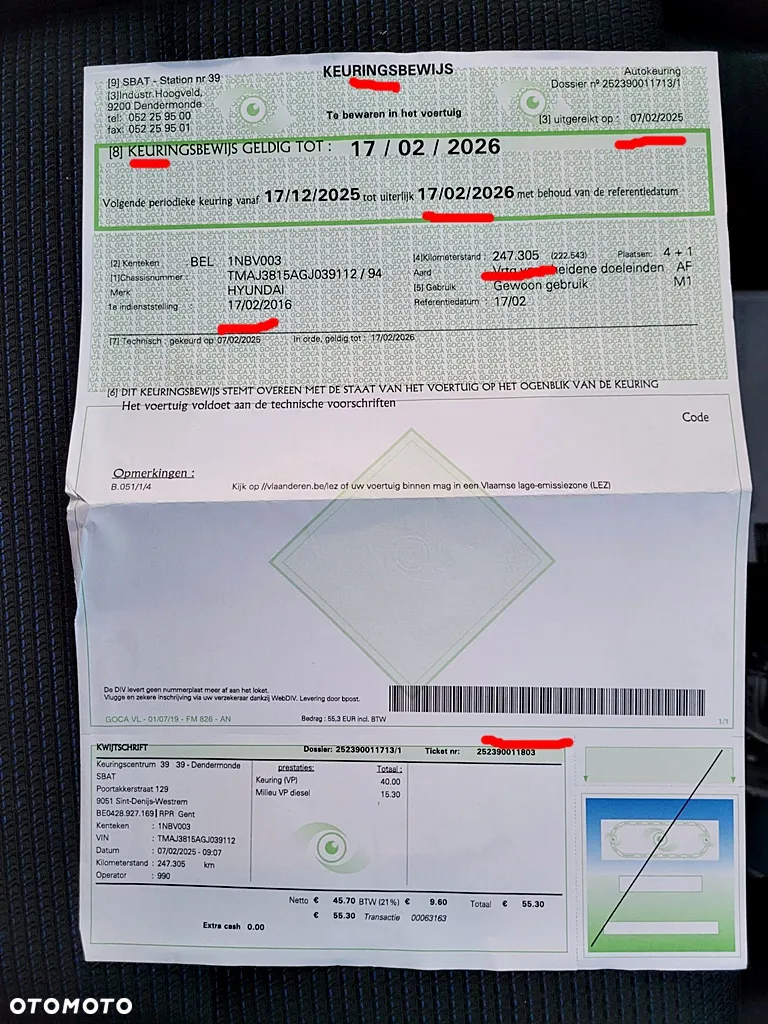 [9] SBAT - Station nr 39
[3]Industr.Hoogveld,
9200 Dendermonde
tel: 052 25 95 00
fax: 052 25 95 01
KEURINGSBEWIJS
Te bewaren in het voertuig
Autokeuring
Dossier nº 252390011713/1
[3] uitgereikt op : 07/02/2025
[8] KEURINGSBEWIJS GELDIG TOT : 17 / 02 / 2026
Volgende periodieke keuring vanaf 17/12/2025 tot uiterlijk 17/02/2026 met behoud van de referentiedatum
[2] Kenteken : BEL 1NBV003
[1]Chassisnummer : TMAJ3815AGJ039112 / 94
Merk : HYUNDAI
1e indienststelling : 17/02/2016
[4]Kilometerstand : 247.305 (222.543) Plaatsen: 4 + 1
Aard : Vrtg heidene doeleinden AF
[5] Gebruik : Gewoon gebruik M1
Referentiedatum : 17/02
[7] Technisch : gekeurd op 07/02/2025 In orde, geldig tot : 17/02/2026
[6] DIT KEURINGSBEWIJS STEMT OVEREEN MET DE STAAT VAN HET VOERTUIG OP HET OGENBLIK VAN DE KEURING
Het voertuig voldoet aan de technische voorschriften
Code
Opmerkingen :
B.051/1/4 Kijk op //vlaanderen.be/lez of uw voertuig binnen mag in een Vlaamse lage-emissiezone (LEZ)
De DIV levert geen nummerplaat meer af aan het loket.
Vlugge en zekere inschrijving via uw verzekeraar dankzij WebDIV. Levering door bpost.
GOCA VL - 01/07/19 - FM 826 - AN
Bedrag : 55,3 EUR incl. BTW
1/1
KWIJTSCHRIFT Dossier: 252390011713/1 Ticket nr: 252390011803
Keuringscentrum 39 39 - Dendermonde
SBAT
Poortakkerstraat 129
9051 Sint-Denijs-Westrem
BE0428.927.169 | RPR Gent
Kenteken : 1NBV003
VIN : TMAJ3815AGJ039112
Datum : 07/02/2025 - 09:07
Kilometerstand : 247.305 km
Operator : 990
prestaties: Totaal :
Keuring (VP) 40.00
Milieu VP diesel 15.30
Netto € 45.70 BTW (21%) € 9.60 Totaal € 55.30
€ 55.30 Transactie 00063163
Extra cash 0.00
OTOMOTO